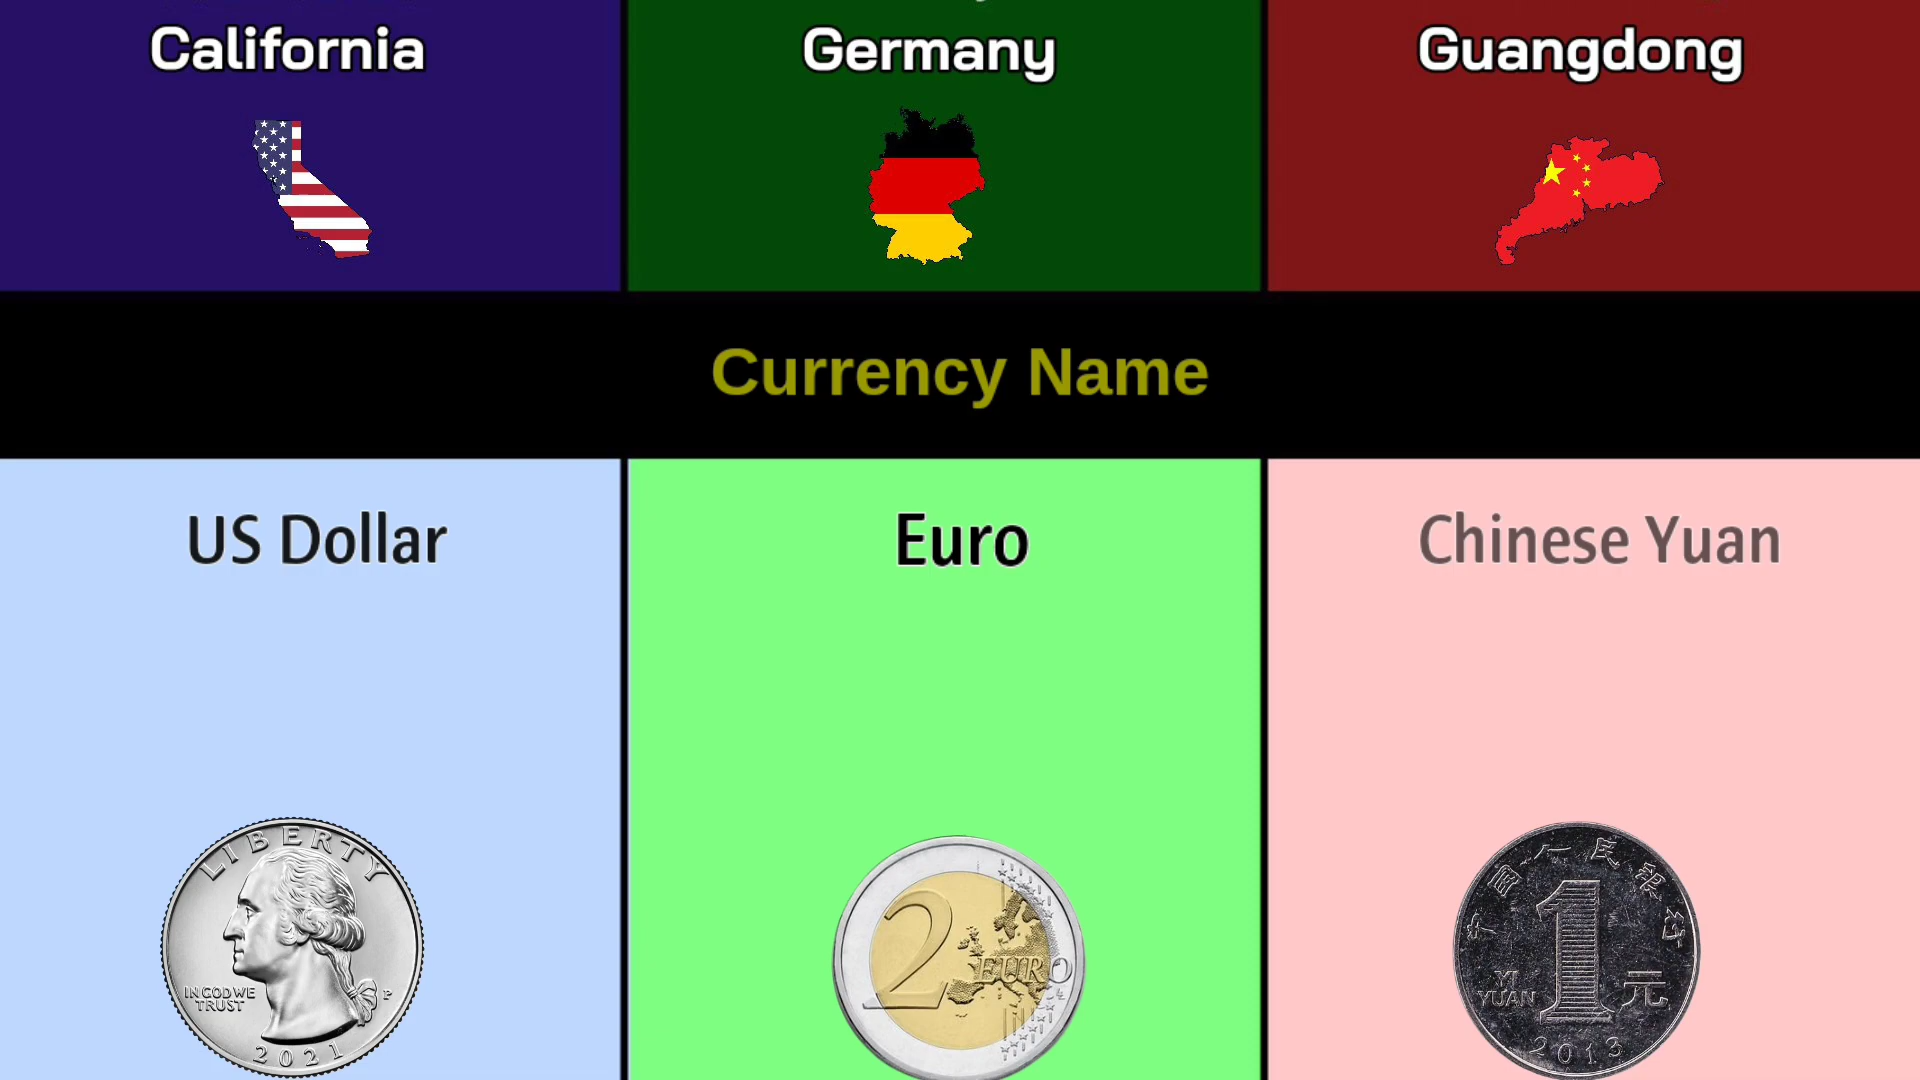 California
Germany
Guangdong
Currency Name
US Dollar
Euro
Chinese Yuan
LIBERTY
IN GOD WE
TRUST
P
2021
2
EURO
中国人民银行
1
YI
YUAN
元
2013